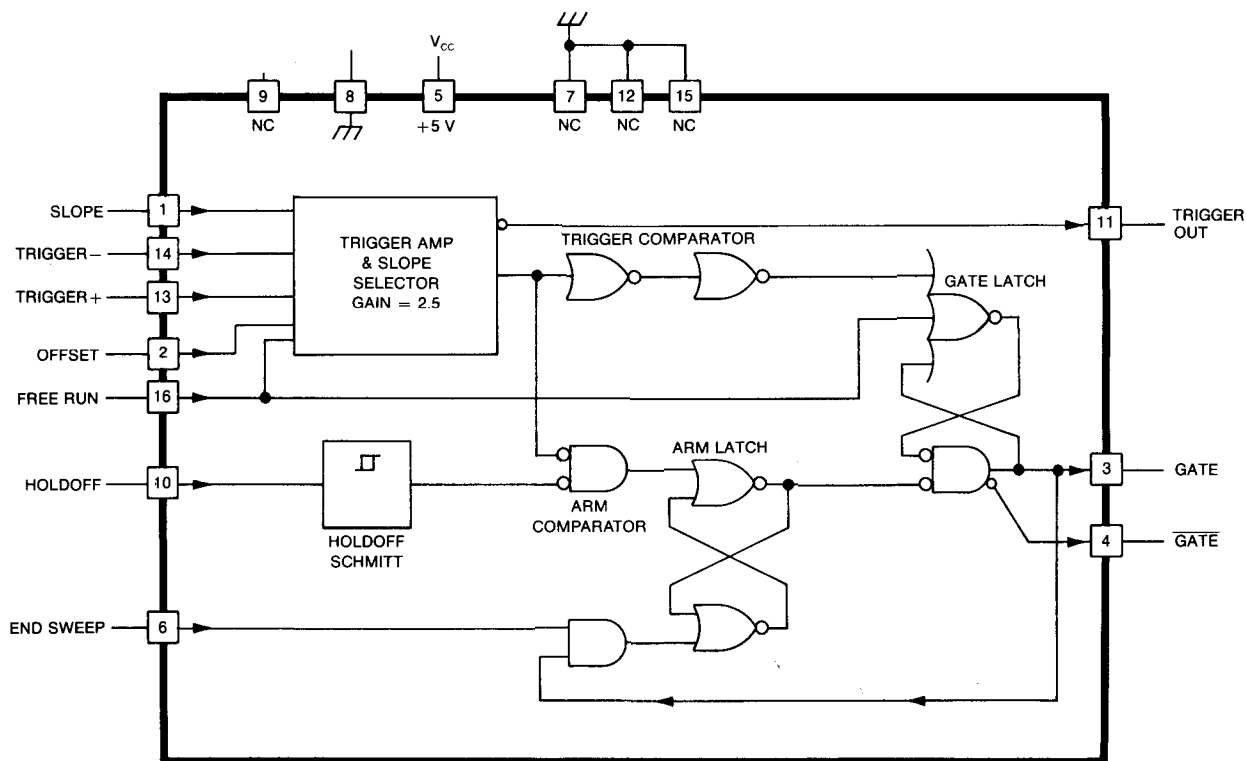 V_CC
9
8
5
7
12
15
NC
+5 V
NC
NC
NC
SLOPE
1
TRIGGER−
14
TRIGGER+
13
OFFSET
2
FREE RUN
16
TRIGGER AMP
& SLOPE
SELECTOR
GAIN = 2.5
TRIGGER COMPARATOR
GATE LATCH
11
TRIGGER
OUT
HOLDOFF
10
HOLDOFF
SCHMITT
ARM
COMPARATOR
ARM LATCH
3
GATE
4
GATE
END SWEEP
6